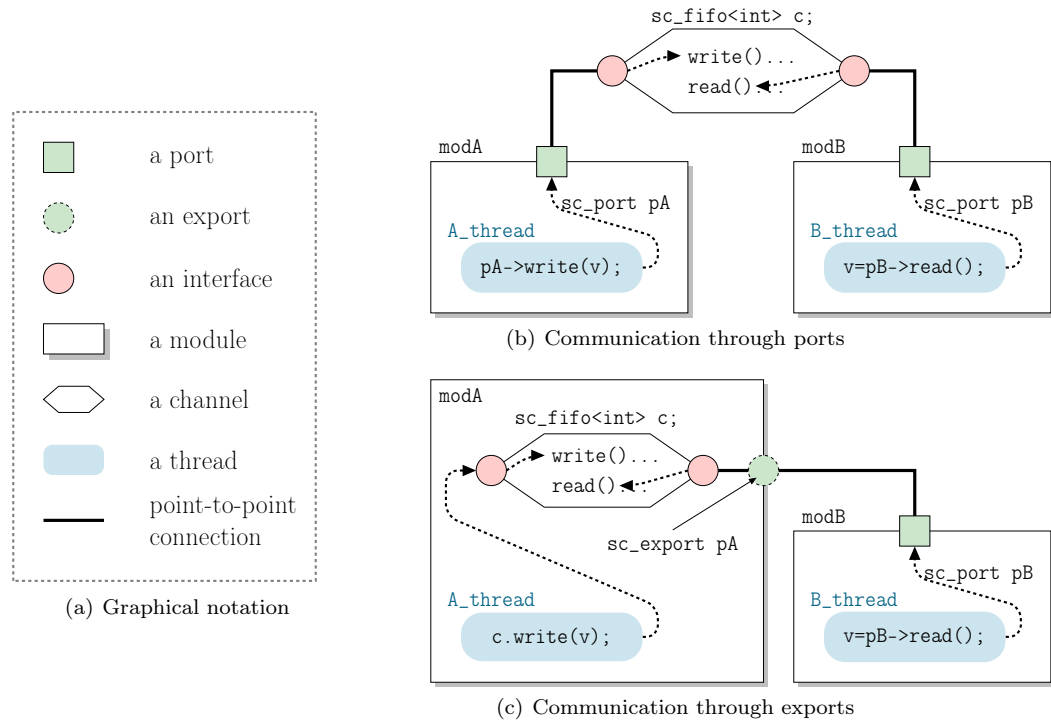 a port
an export
an interface
a module
a channel
a thread
point-to-point
connection
(a) Graphical notation
sc_fifo<int> c;
write()...
read()...
modA
sc_port pA
A_thread
pA->write(v);
modB
sc_port pB
B_thread
v=pB->read();
(b) Communication through ports
modA
sc_fifo<int> c;
write()...
read()...
sc_export pA
A_thread
c.write(v);
modB
sc_port pB
B_thread
v=pB->read();
(c) Communication through exports